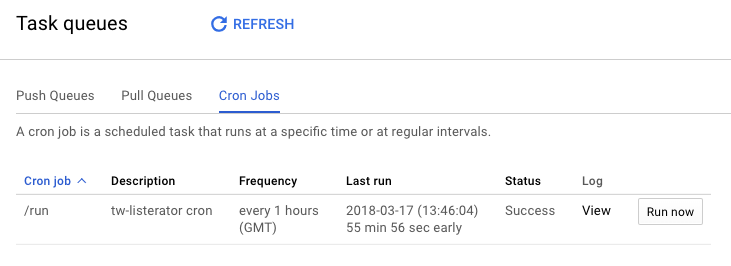 Task queues
REFRESH
Push Queues Pull Queues Cron Jobs
A cron job is a scheduled task that runs at a specific time or at regular intervals.
Cron job Description Frequency Last run Status Log
/run tw-listerator cron every 1 hours 2018-03-17 (13:46:04) Success View Run now
(GMT) 55 min 56 sec early